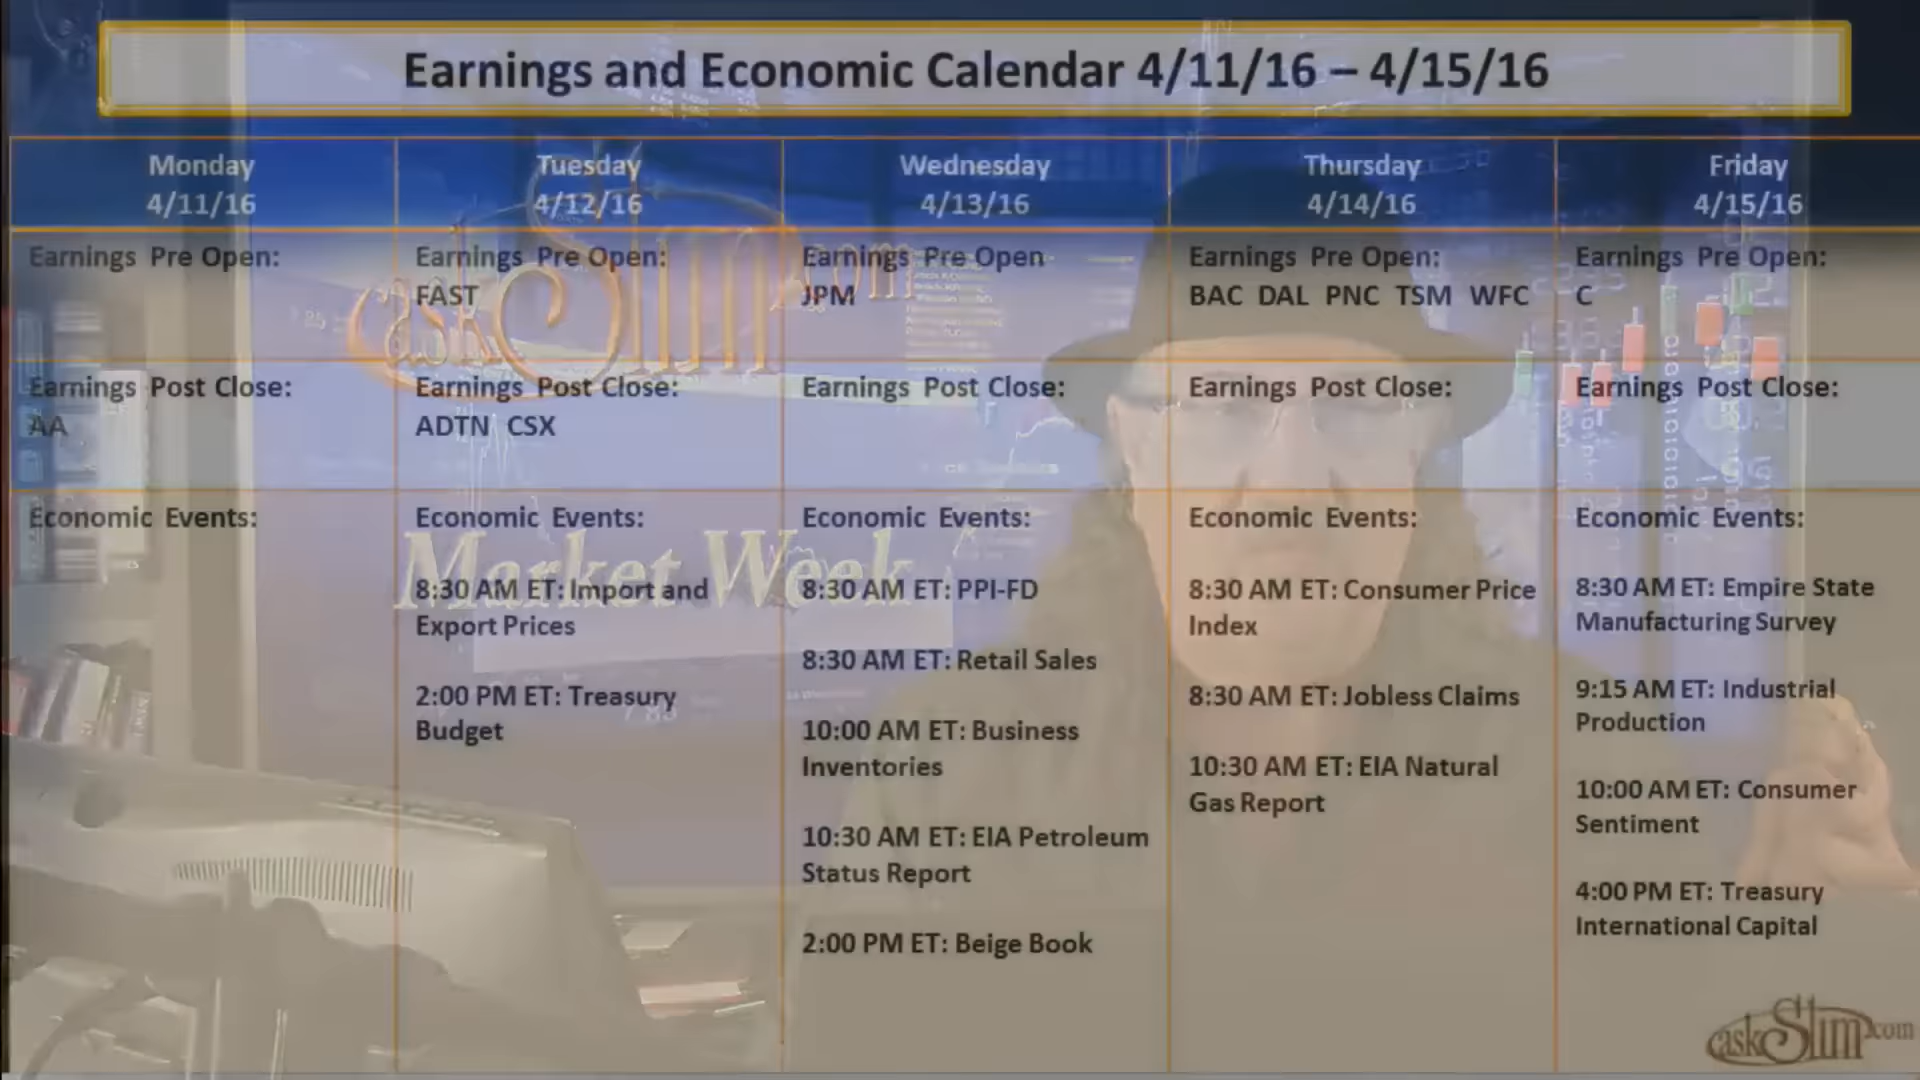 Earnings and Economic Calendar 4/11/16 – 4/15/16
Monday
4/11/16
Earnings Pre Open:
Earnings Post Close:
AA
Economic Events:
Tuesday
4/12/16
Earnings Pre Open:
FAST
Earnings Post Close:
ADTN CSX
Economic Events:
8:30 AM ET: Import and
Export Prices
2:00 PM ET: Treasury
Budget
Wednesday
4/13/16
Earnings Pre Open
JPM
Earnings Post Close:
Economic Events:
8:30 AM ET: PPI-FD
8:30 AM ET: Retail Sales
10:00 AM ET: Business
Inventories
10:30 AM ET: EIA Petroleum
Status Report
2:00 PM ET: Beige Book
Thursday
4/14/16
Earnings Pre Open:
BAC DAL PNC TSM WFC
Earnings Post Close:
Economic Events:
8:30 AM ET: Consumer Price
Index
8:30 AM ET: Jobless Claims
10:30 AM ET: EIA Natural
Gas Report
Friday
4/15/16
Earnings Pre Open:
C
Earnings Post Close:
Economic Events:
8:30 AM ET: Empire State
Manufacturing Survey
9:15 AM ET: Industrial
Production
10:00 AM ET: Consumer
Sentiment
4:00 PM ET: Treasury
International Capital
askSlim.com
Market Week
askSlim.com